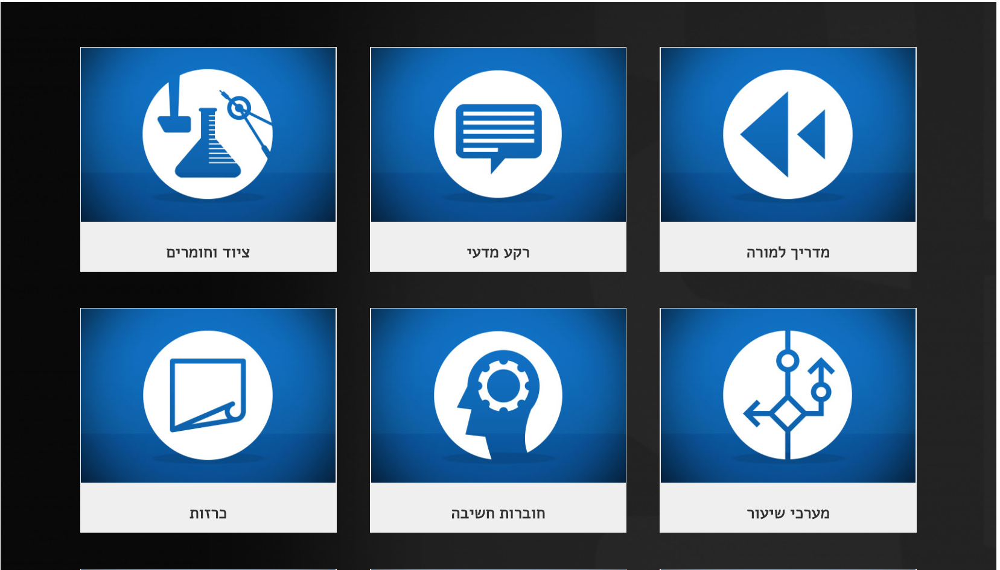 מדריך למורה
רקע מדעי
ציוד וחומרים
מערכי שיעור
חוברות חשיבה
כרזות